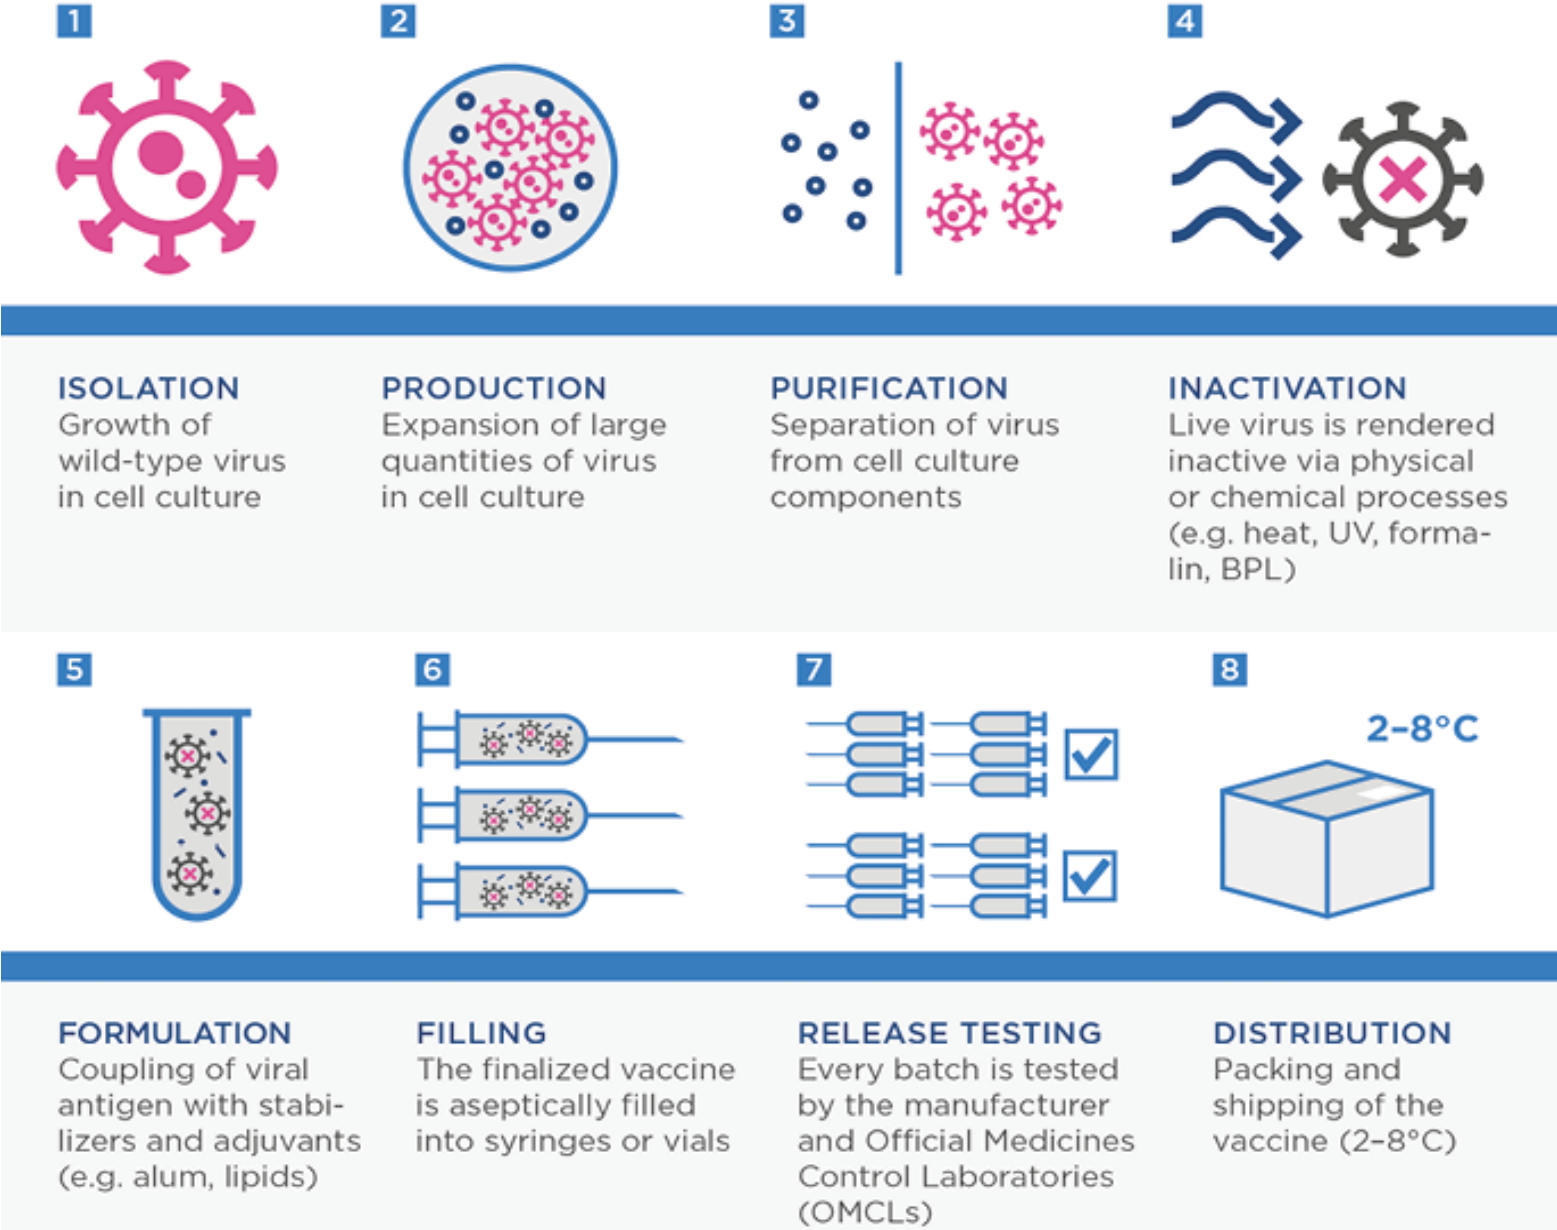 1
ISOLATION
Growth of
wild-type virus
in cell culture
2
PRODUCTION
Expansion of large
quantities of virus
in cell culture
3
PURIFICATION
Separation of virus
from cell culture
components
4
INACTIVATION
Live virus is rendered
inactive via physical
or chemical processes
(e.g. heat, UV, forma-
lin, BPL)
5
FORMULATION
Coupling of viral
antigen with stabi-
lizers and adjuvants
(e.g. alum, lipids)
6
FILLING
The finalized vaccine
is aseptically filled
into syringes or vials
7
RELEASE TESTING
Every batch is tested
by the manufacturer
and Official Medicines
Control Laboratories
(OMCLs)
8
2–8°C
DISTRIBUTION
Packing and
shipping of the
vaccine (2–8°C)